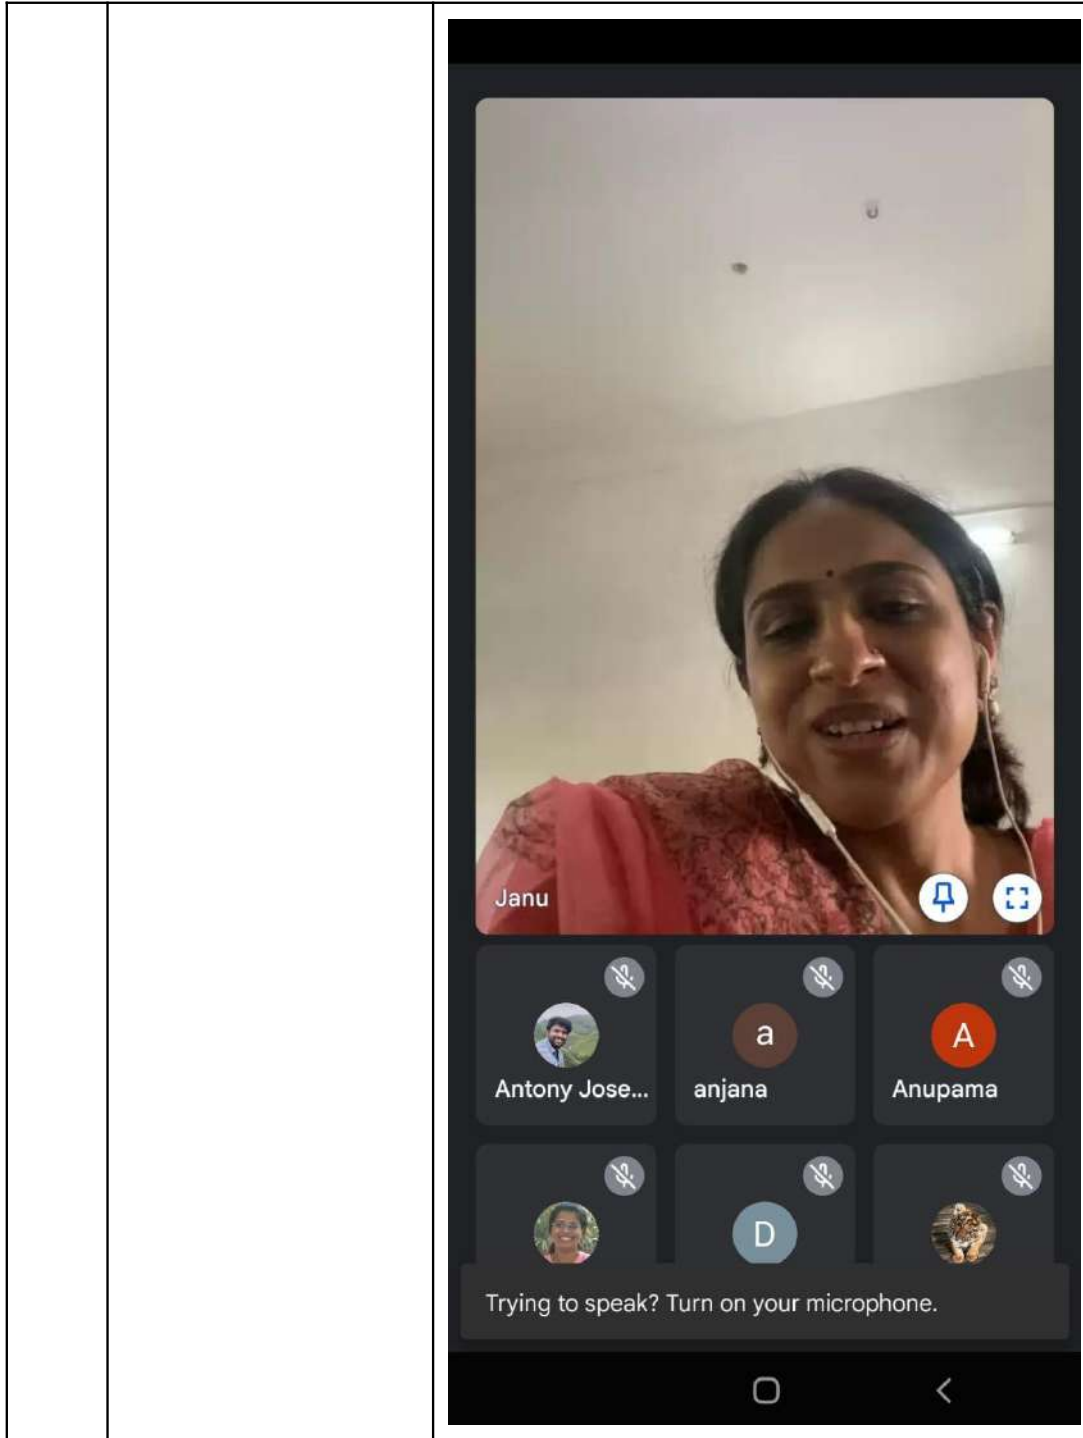 Janu
Antony Jose...
a
anjana
A
Anupama
D
Trying to speak? Turn on your microphone.